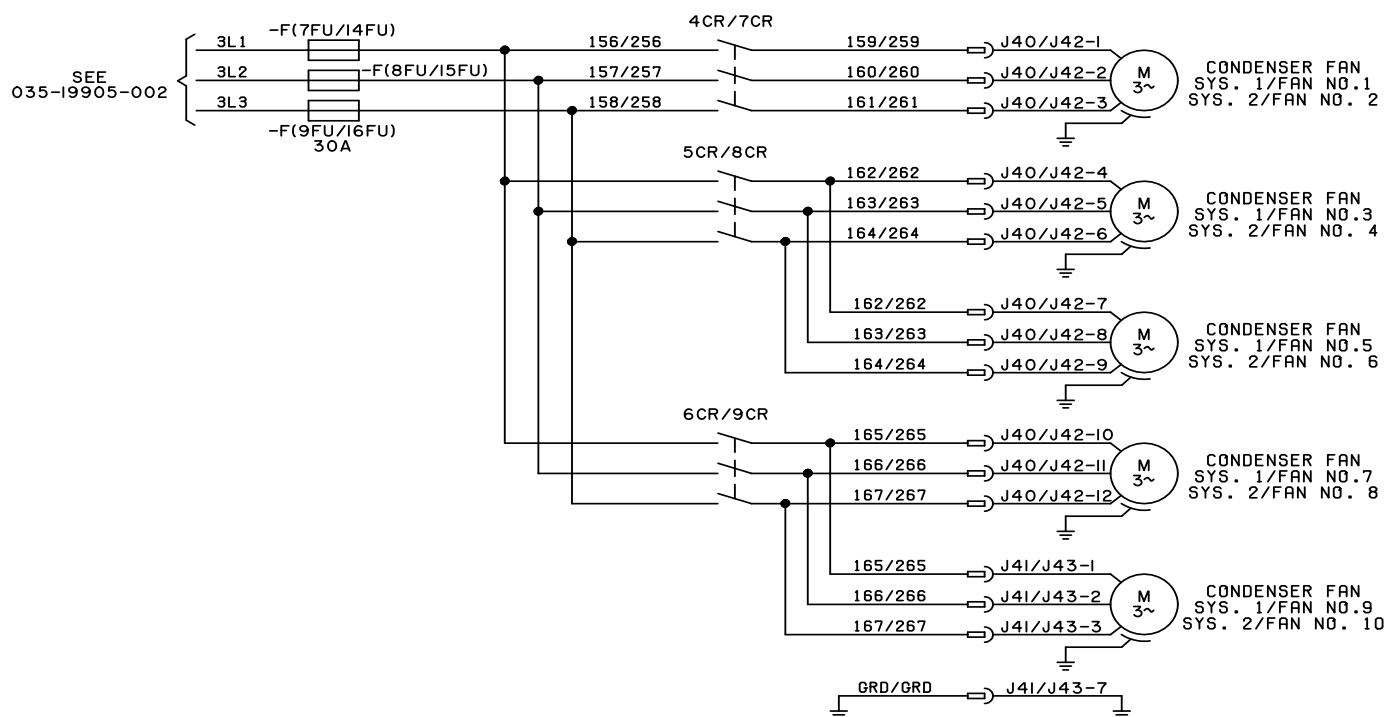 4CR/7CR
-F(7FU/14FU)
3L1
156/256
159/259
J40/J42-1
-F(8FU/15FU)
3L2
157/257
160/260
J40/J42-2
3L3
158/258
161/261
J40/J42-3
-F(9FU/16FU)
30A
SEE
035-19905-002
M
3~
CONDENSER FAN
SYS. 1/FAN NO.1
SYS. 2/FAN NO. 2
5CR/8CR
162/262
J40/J42-4
163/263
J40/J42-5
164/264
J40/J42-6
M
3~
CONDENSER FAN
SYS. 1/FAN NO.3
SYS. 2/FAN NO. 4
162/262
J40/J42-7
163/263
J40/J42-8
164/264
J40/J42-9
M
3~
CONDENSER FAN
SYS. 1/FAN NO.5
SYS. 2/FAN NO. 6
6CR/9CR
165/265
J40/J42-10
166/266
J40/J42-11
167/267
J40/J42-12
M
3~
CONDENSER FAN
SYS. 1/FAN NO.7
SYS. 2/FAN NO. 8
165/265
J41/J43-1
166/266
J41/J43-2
167/267
J41/J43-3
M
3~
CONDENSER FAN
SYS. 1/FAN NO.9
SYS. 2/FAN NO. 10
GRD/GRD
J41/J43-7